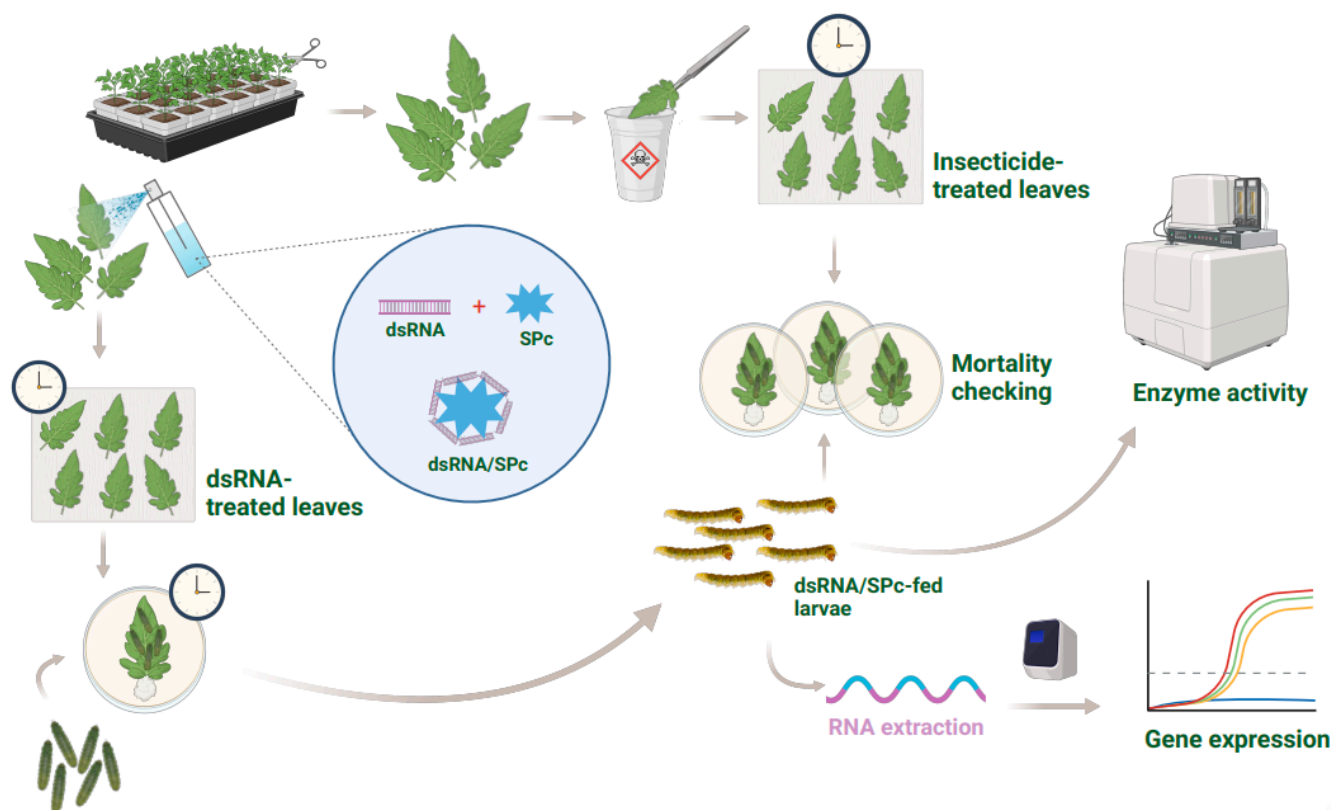 Insecticide-
treated leaves
dsRNA
+
SPc
dsRNA/SPc
Mortality
checking
Enzyme activity
dsRNA-
treated leaves
dsRNA/SPc-fed
larvae
RNA extraction
Gene expression